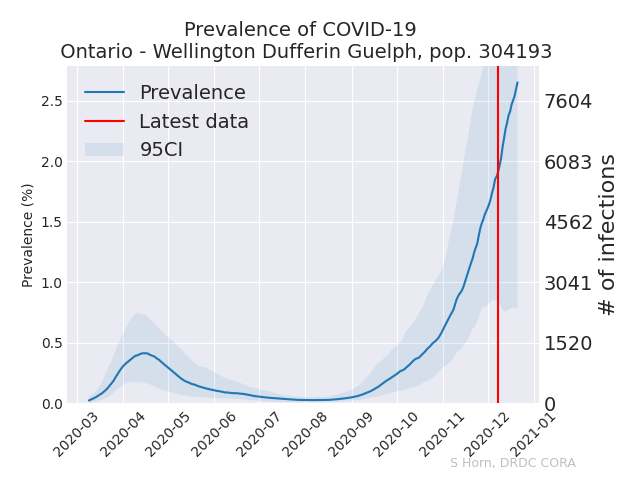 Prevalence of COVID-19
Ontario - Wellington Dufferin Guelph, pop. 304193
Prevalence
Latest data
95CI
Prevalence (%)
2.5
2.0
1.5
1.0
0.5
0.0
7604
6083
4562
3041
1520
0
# of infections
2020-03
2020-04
2020-05
2020-06
2020-07
2020-08
2020-09
2020-10
2020-11
2020-12
2021-01
S Horn, DRDC CORA